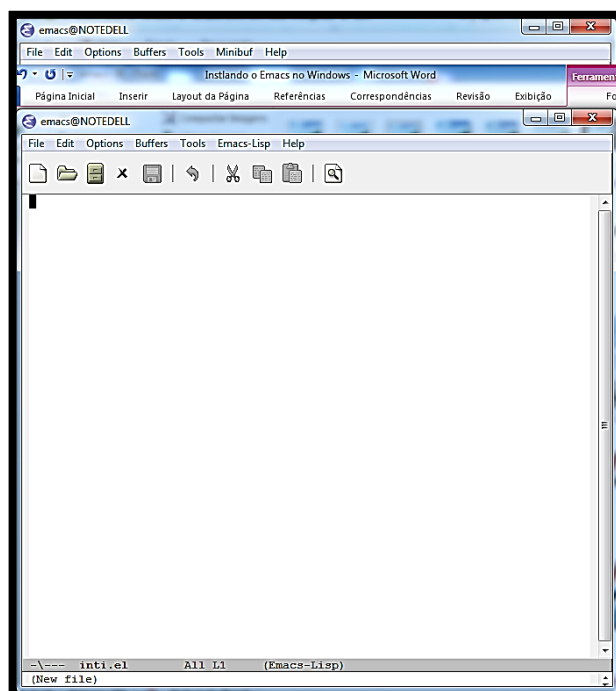 emacs@NOTEDELL
File Edit Options Buffers Tools Minibuf Help
Instlando o Emacs no Windows - Microsoft Word
Ferramen
Página Inicial Inserir Layout da Página Referências Correspondências Revisão Exibição Fo
emacs@NOTEDELL
File Edit Options Buffers Tools Emacs-Lisp Help
-\--- inti.el All L1 (Emacs-Lisp)
(New file)